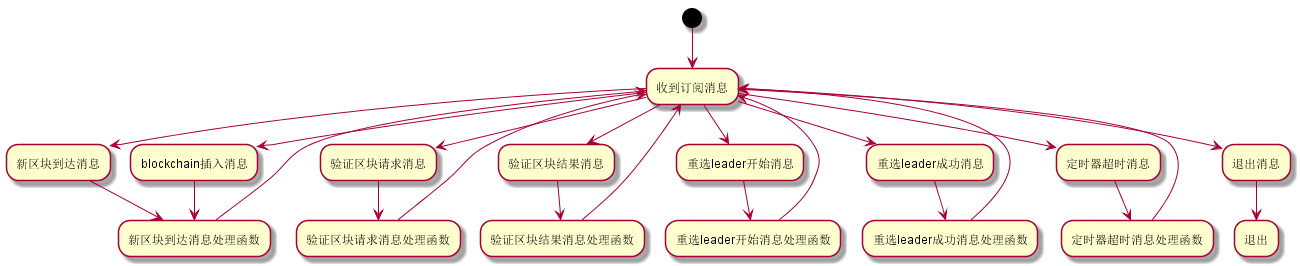 收到订阅消息
新区块到达消息
blockchain插入消息
验证区块请求消息
验证区块结果消息
重选leader开始消息
重选leader成功消息
定时器超时消息
退出消息
新区块到达消息处理函数
验证区块请求消息处理函数
验证区块结果消息处理函数
重选leader开始消息处理函数
重选leader成功消息处理函数
定时器超时消息处理函数
退出